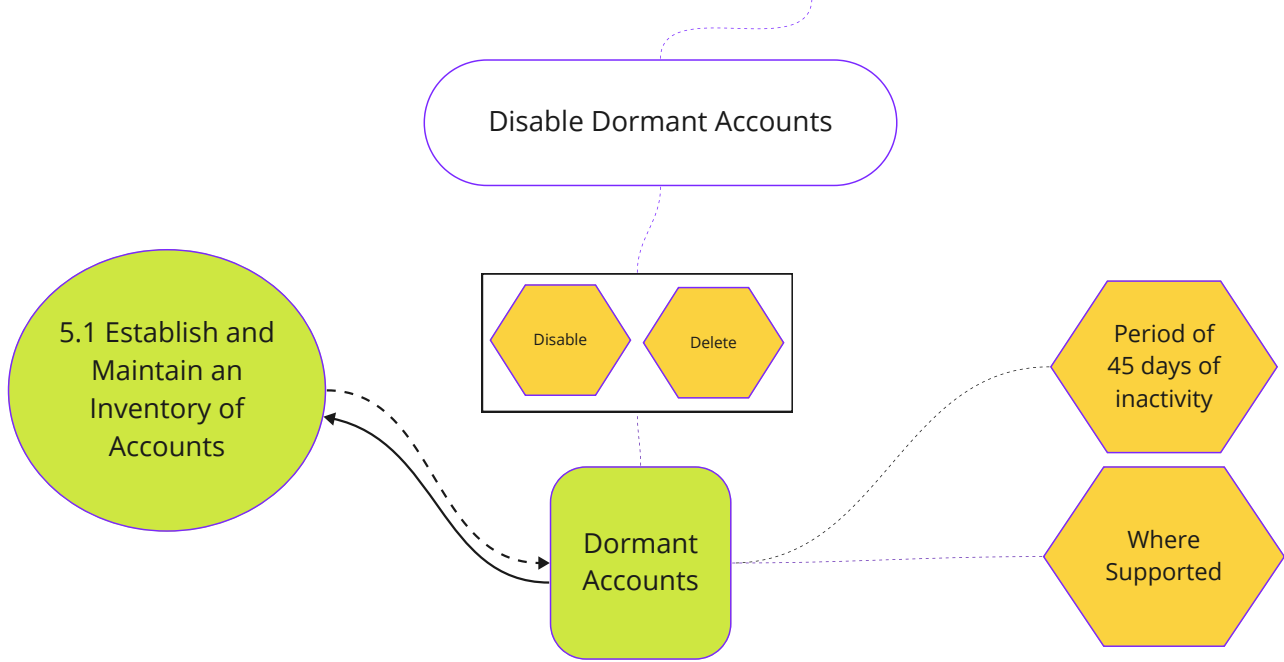 Disable Dormant Accounts
5.1 Establish and
Maintain an
Inventory of
Accounts
Disable
Delete
Period of
45 days of
inactivity
Dormant
Accounts
Where
Supported